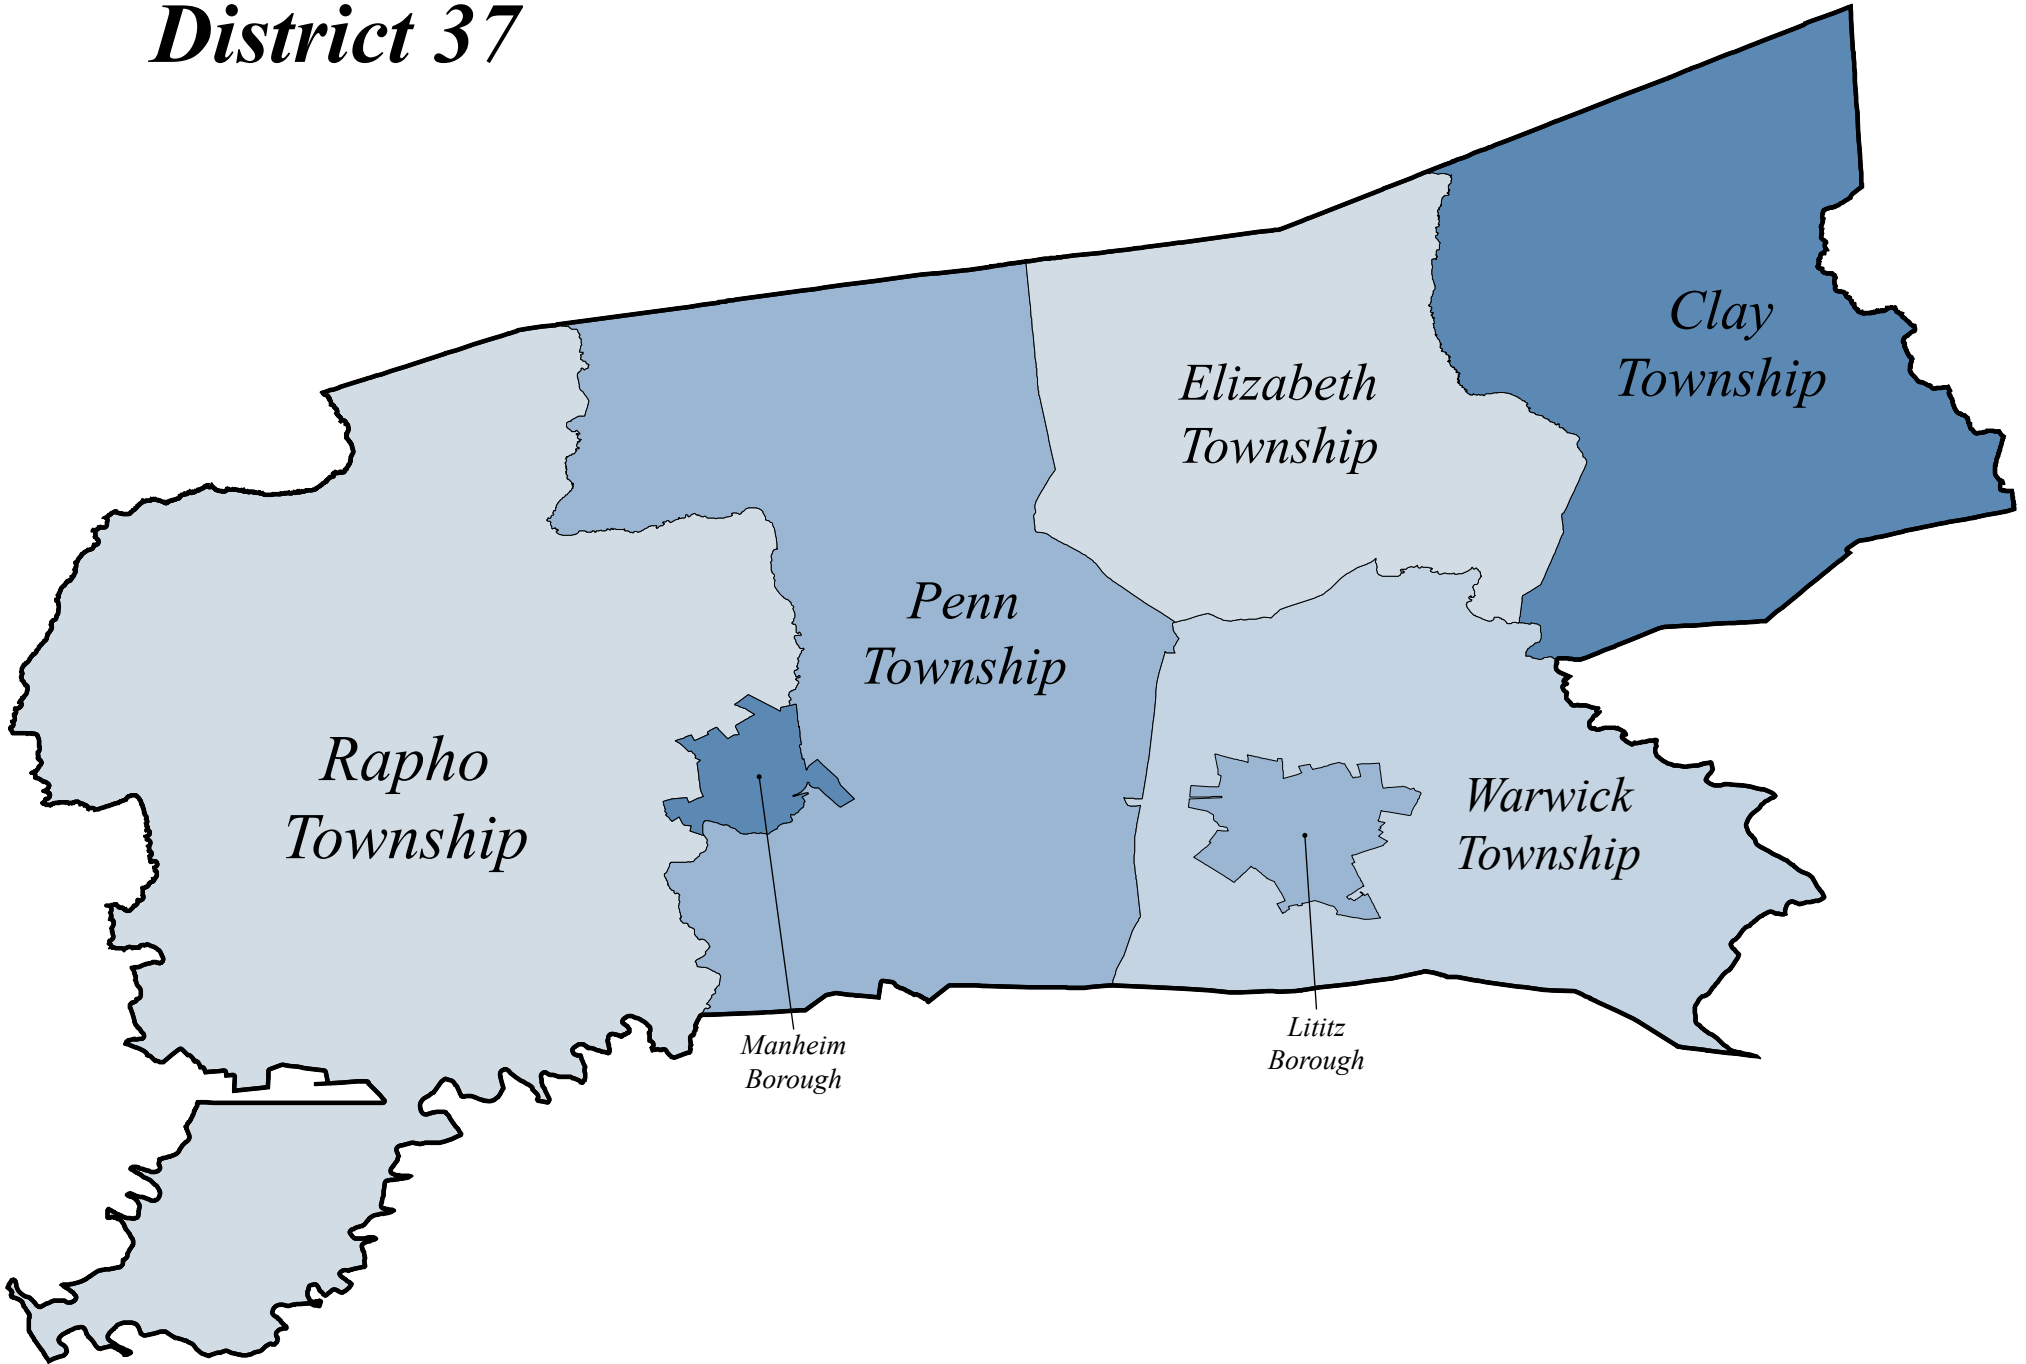 District 37
Clay
Township
Elizabeth
Township
Penn
Township
Rapho
Township
Warwick
Township
Manheim
Borough
Lititz
Borough